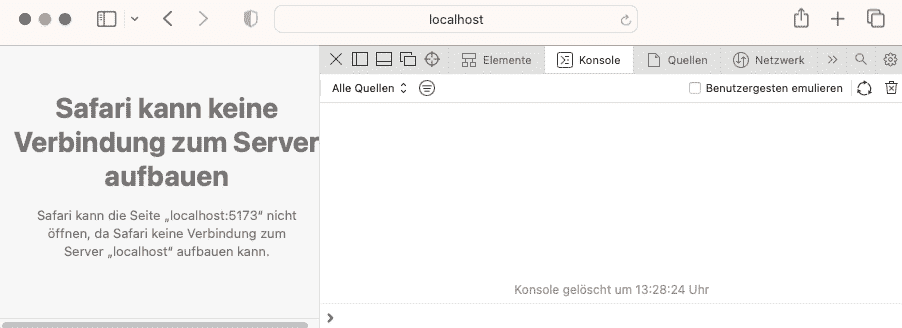 localhost
Elemente
Konsole
Quellen
Netzwerk
Alle Quellen
Benutzergesten emulieren
Safari kann keine
Verbindung zum Server
aufbauen
Safari kann die Seite „localhost:5173“ nicht
öffnen, da Safari keine Verbindung zum
Server „localhost“ aufbauen kann.
Konsole gelöscht um 13:28:24 Uhr